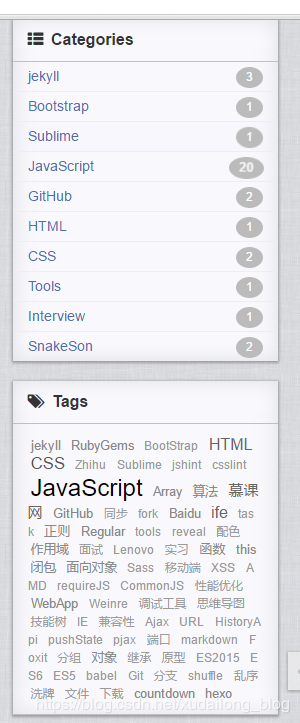 Categories
jekyll 3
Bootstrap 1
Sublime 1
JavaScript 20
GitHub 2
HTML 1
CSS 2
Tools 1
Interview 1
SnakeSon 2
Tags
jekyll RubyGems BootStrap HTML
CSS Zhihu Sublime jshint csslint
JavaScript Array 算法 慕课
网 GitHub 同步 fork Baidu ife tas
k 正则 Regular tools reveal 配色
作用域 面试 Lenovo 实习 函数 this
闭包 面向对象 Sass 移动端 XSS A
MD requireJS CommonJS 性能优化
WebApp Weinre 调试工具 思维导图
技能树 IE 兼容性 Ajax URL HistoryA
pi pushState pjax 端口 markdown F
oxit 分组 对象 继承 原型 ES2015 E
S6 ES5 babel Git 分支 shuffle 乱序
洗牌 文件 下载 countdown hexo
https://blog.csdn.net/xudailong_blog